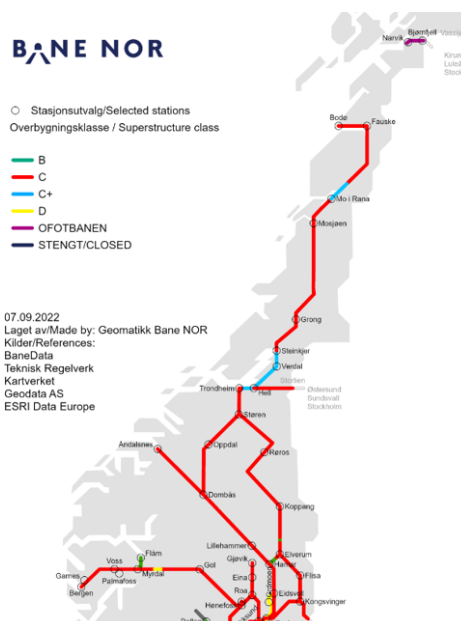 BANE NOR
Stasjonsutvalg/Selected stations
Overbygningsklasse / Superstructure class
B
C
C+
D
OFOTBANEN
STENGT/CLOSED
07.09.2022
Laget av/Made by: Geomatikk Bane NOR
Kilder/References:
BaneData
Teknisk Regelverk
Kartverket
Geodata AS
ESRI Data Europe
Bjørnfjell
Narvik
Bodø
Fauske
Mo i Rana
Mosjøen
Grong
Steinkjer
Verdal
Storlien
Trondheim
Hell
Östersund
Sundsvall
Stockholm
Støren
Åndalsnes
Oppdal
Røros
Dombås
Koppang
Lillehammer
Elverum
Gjøvik
Hamar
Flåm
Voss
Myrdal
Gol
Palmafoss
Eina
Flisa
Garnes
Bergen
Roa
Eidsvoll
Hønefoss
Kongsvinger